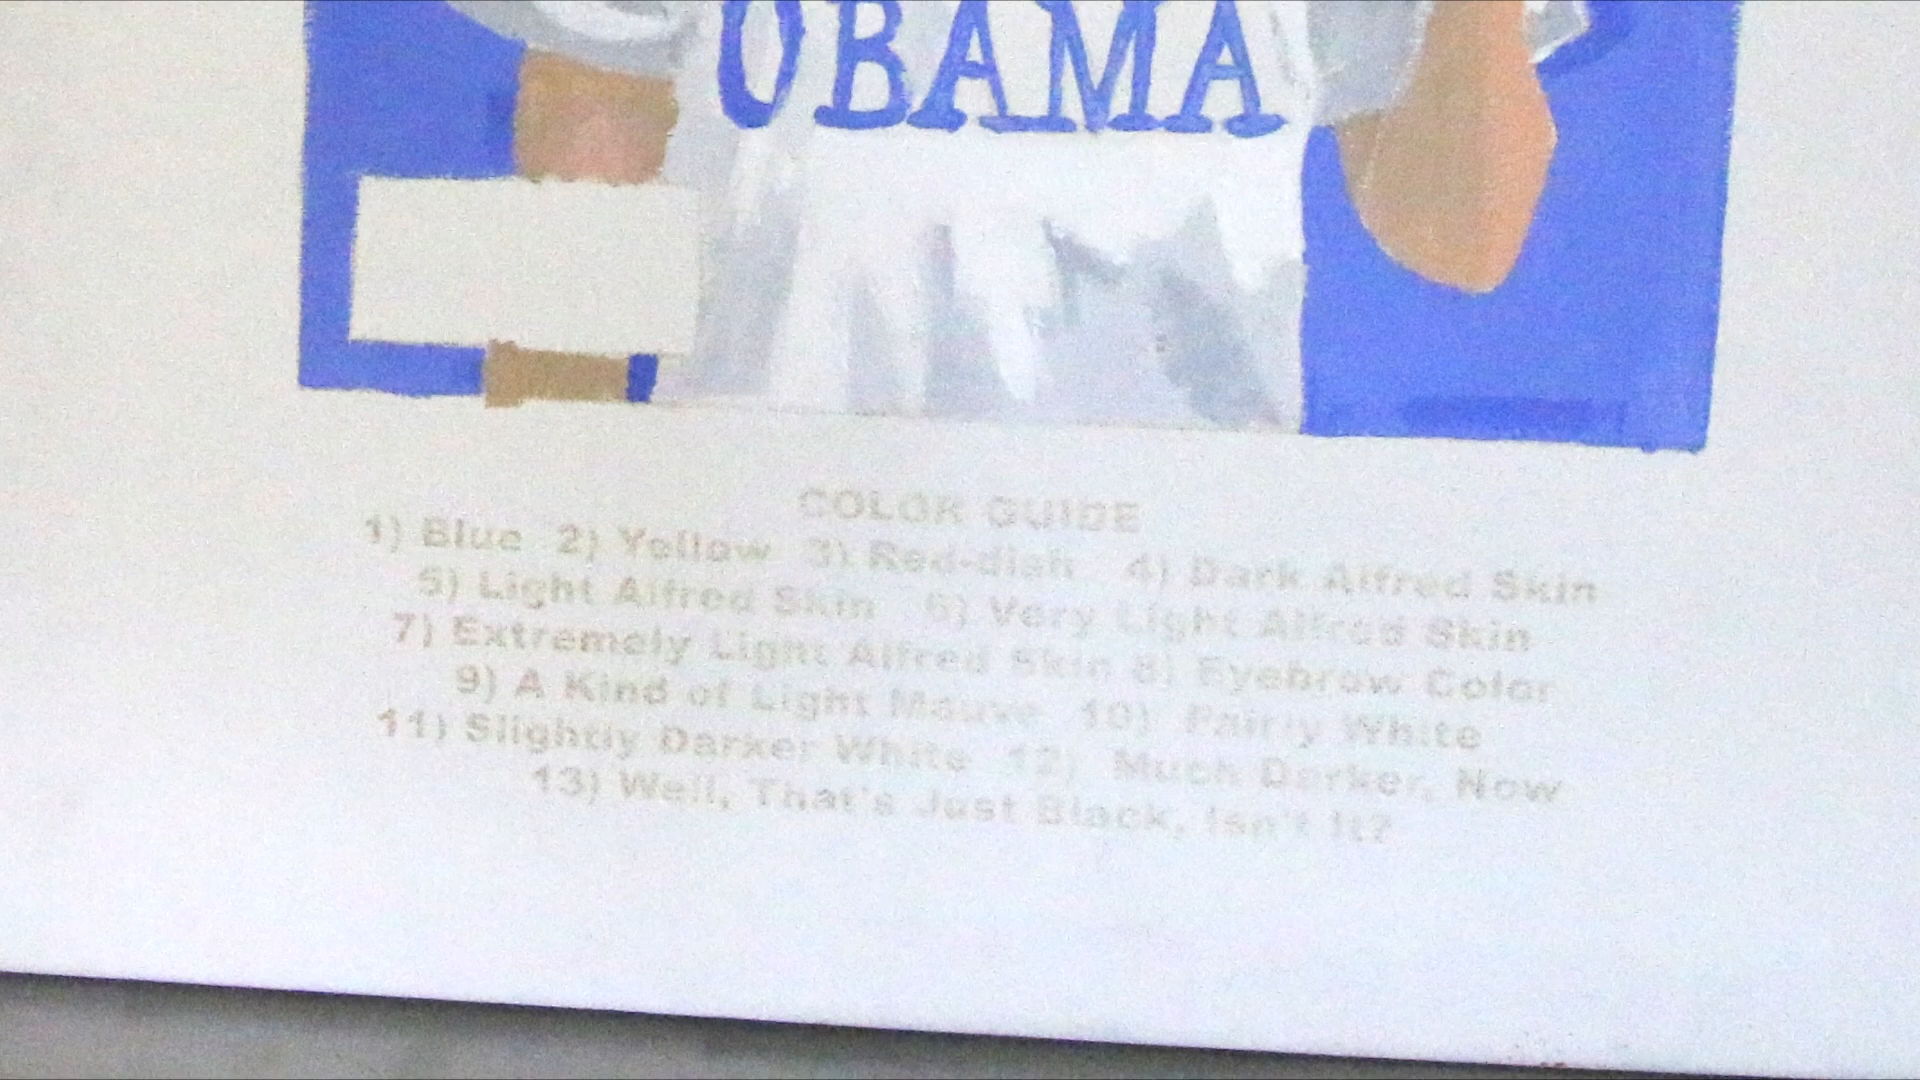 OBAMA
COLOR GUIDE
1) Blue 2) Yellow 3) Red-dish 4) Dark Alfred Skin
5) Light Alfred Skin 6) Very Light Alfred Skin
7) Extremely Light Alfred Skin 8) Eyebrow Color
9) A Kind of Light Mauve 10) Fairly White
11) Slightly Darker White 12) Much Darker, Now
13) Well, That's Just Black, Isn't It?